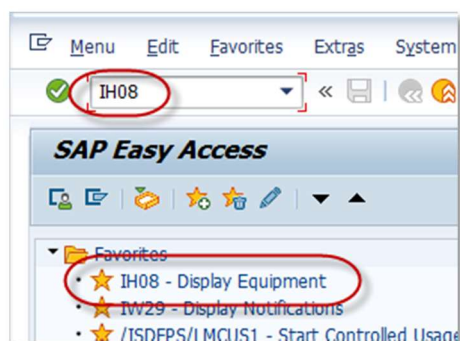 Menu Edit Favorites Extras System
IH08
SAP Easy Access
Favorites
IH08 - Display Equipment
IW29 - Display Notifications
/ISDFPS/LMCUS1 - Start Controlled Usage